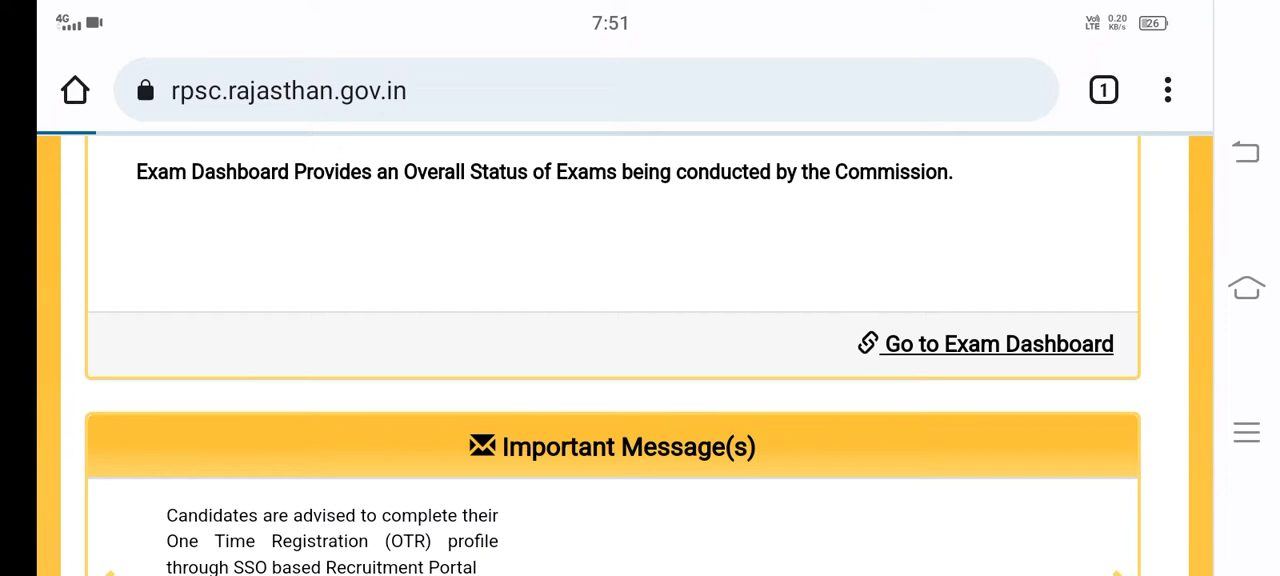 4G 7:51 Vo) LTE 0.20 KB/s 26
rpsc.rajasthan.gov.in 1
Exam Dashboard Provides an Overall Status of Exams being conducted by the Commission.
Go to Exam Dashboard
Important Message(s)
Candidates are advised to complete their
One Time Registration (OTR) profile
through SSO based Recruitment Portal